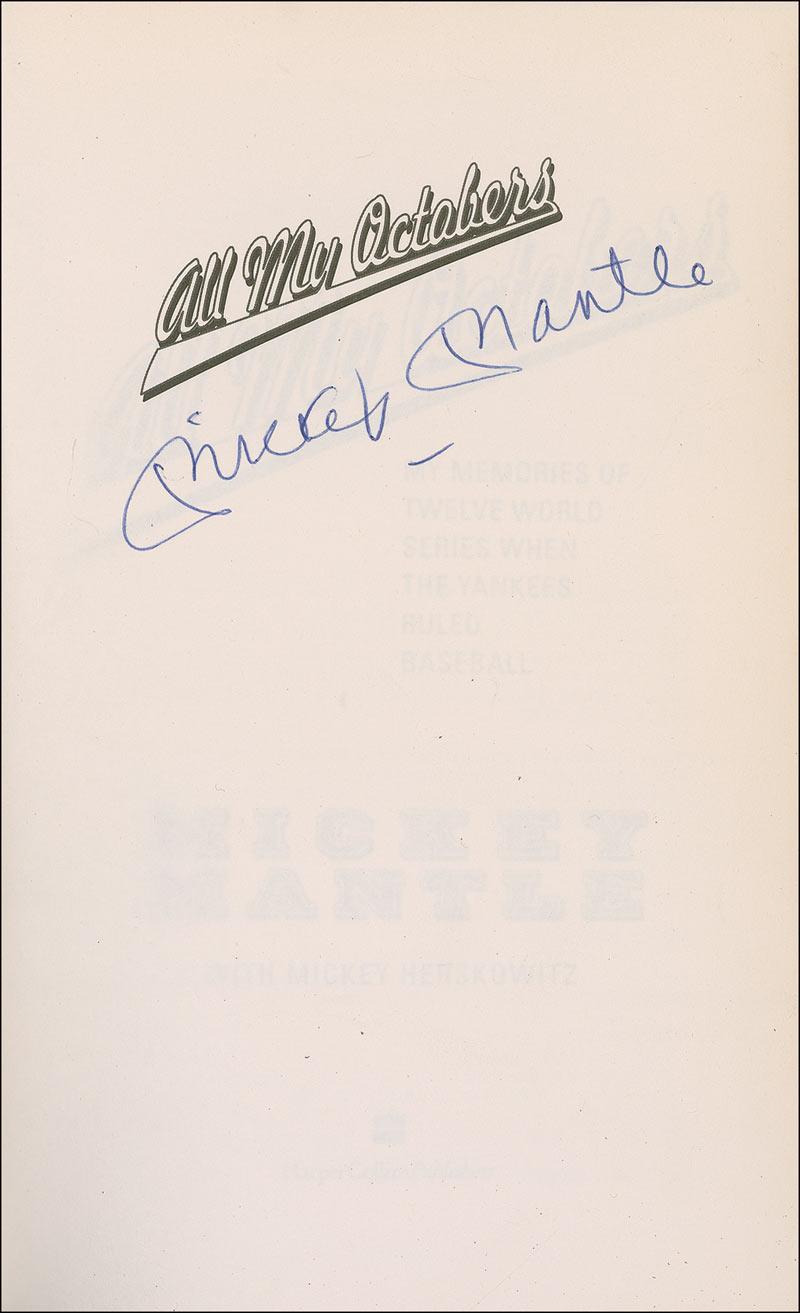 All My Octobers
Mickey Mantle
MY MEMORIES OF
TWELVE WORLD
SERIES WHEN
THE YANKEES
RULED
BASEBALL
MICKEY
MANTLE
WITH MICKEY HERSKOWITZ
HarperCollinsPublishers